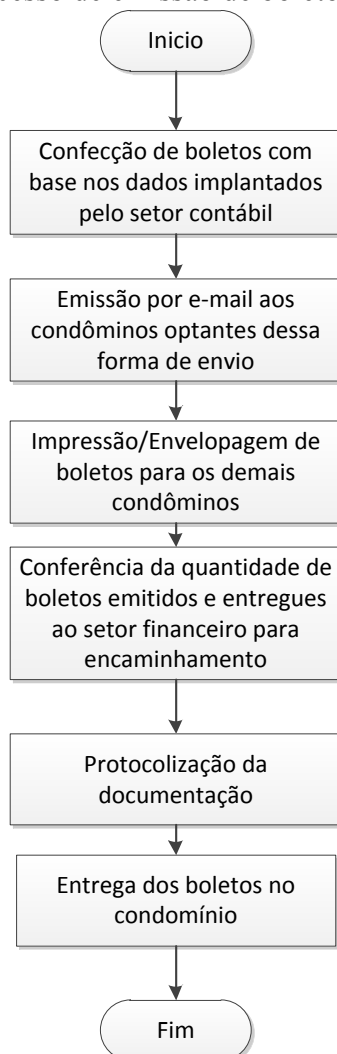 Inicio
Confecção de boletos com
base nos dados implantados
pelo setor contábil
Emissão por e-mail aos
condôminos optantes dessa
forma de envio
Impressão/Envelopagem de
boletos para os demais
condôminos
Conferência da quantidade de
boletos emitidos e entregues
ao setor financeiro para
encaminhamento
Protocolização da
documentação
Entrega dos boletos no
condomínio
Fim